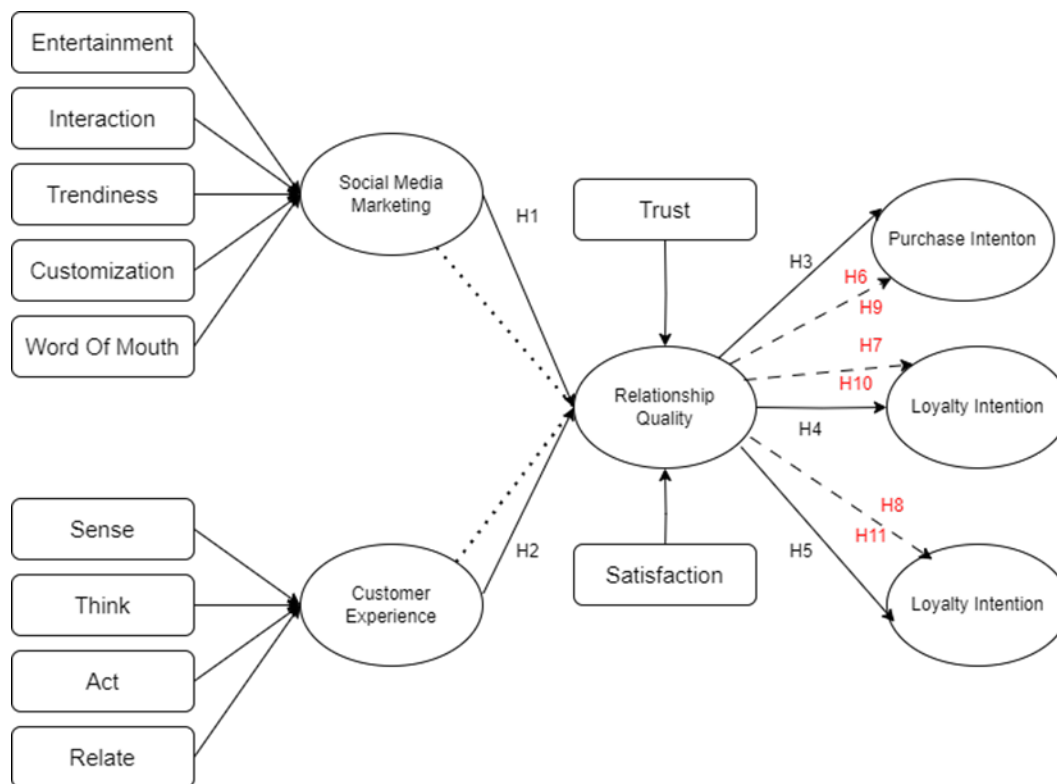 Entertainment
Interaction
Trendiness
Customization
Word Of Mouth
Social Media
Marketing
H1
Trust
H3
Purchase Intenton
H6
H9
H7
H10
Relationship
Quality
Loyalty Intention
H4
Sense
Think
Act
Relate
Customer
Experience
H2
Satisfaction
H5
H8
H11
Loyalty Intention